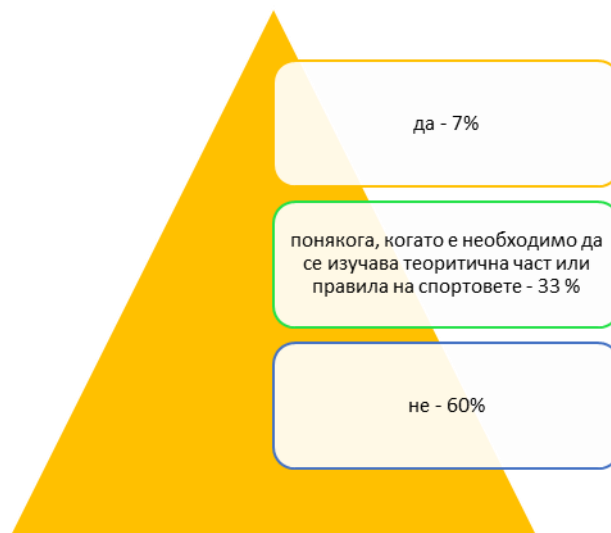 да - 7%
понякога, когато е необходимо да
се изучава теоритична част или
правила на спортовете - 33 %
не - 60%